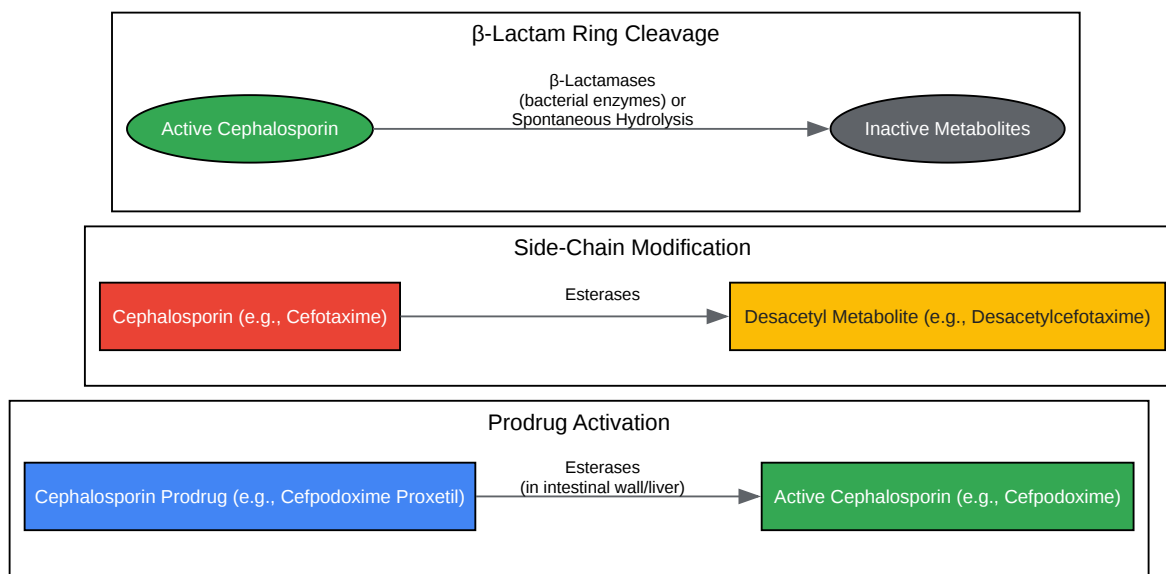 β-Lactam Ring Cleavage
β-Lactamases
(bacterial enzymes) or
Spontaneous Hydrolysis
Active Cephalosporin
Inactive Metabolites
Side-Chain Modification
Esterases
Cephalosporin (e.g., Cefotaxime)
Desacetyl Metabolite (e.g., Desacetylcefotaxime)
Prodrug Activation
Esterases
(in intestinal wall/liver)
Cephalosporin Prodrug (e.g., Cefpodoxime Proxetil)
Active Cephalosporin (e.g., Cefpodoxime)